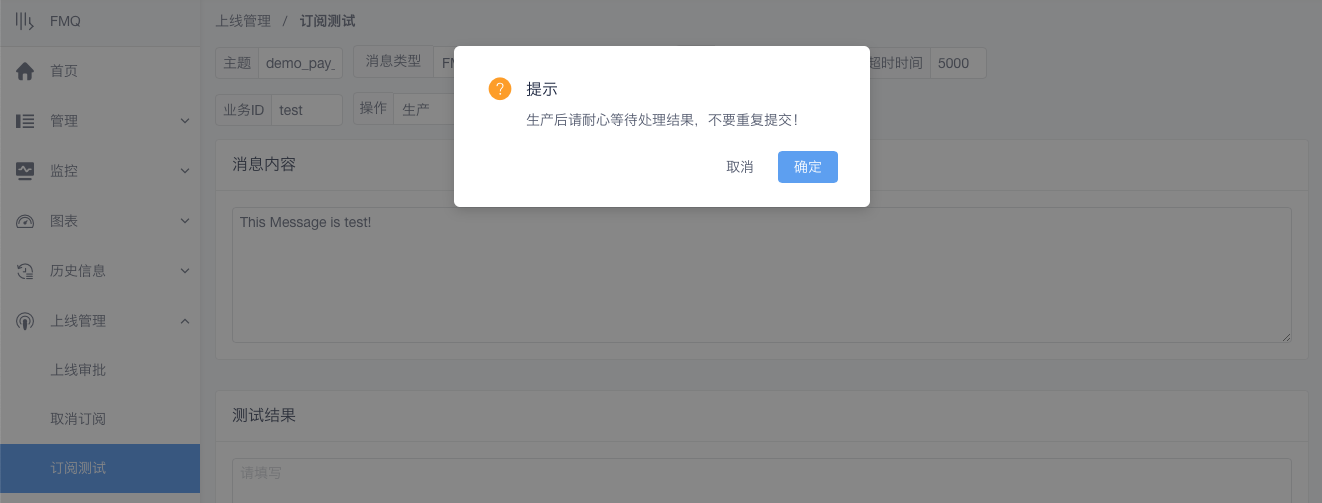 FMQ
首页
管理
监控
图表
历史信息
上线管理
上线审批
取消订阅
订阅测试
上线管理 / 订阅测试
主题 demo_pay_ 消息类型 超时时间 5000
业务ID test 操作 生产
提示
生产后请耐心等待处理结果，不要重复提交！
取消 确定
消息内容
This Message is test!
测试结果
请填写